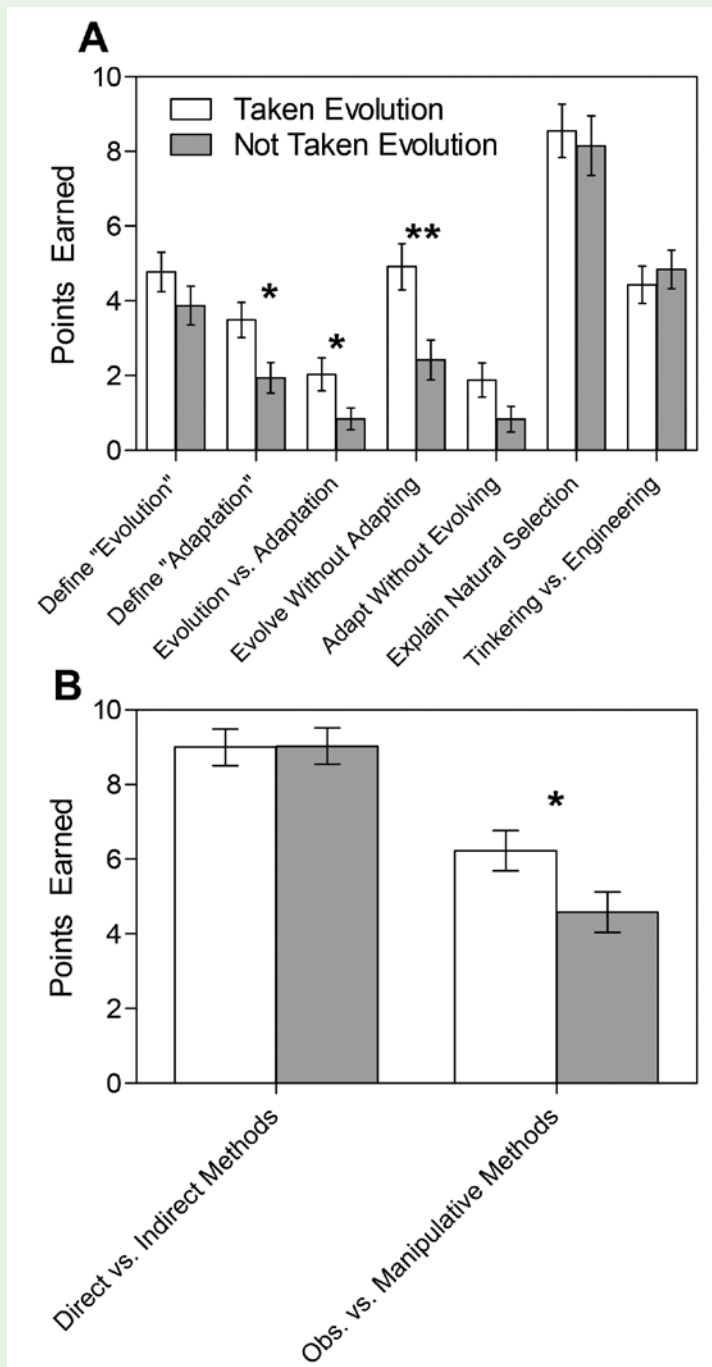 A
10
8
6
4
2
0
Points Earned
Taken Evolution
Not Taken Evolution
*
*
**
Define "Evolution"
Define "Adaptation"
Evolution vs. Adaptation
Evolve Without Adapting
Adapt Without Evolving
Explain Natural Selection
Tinkering vs. Engineering
B
10
8
6
4
2
0
Points Earned
*
Direct vs. Indirect Methods
Obs. vs. Manipulative Methods